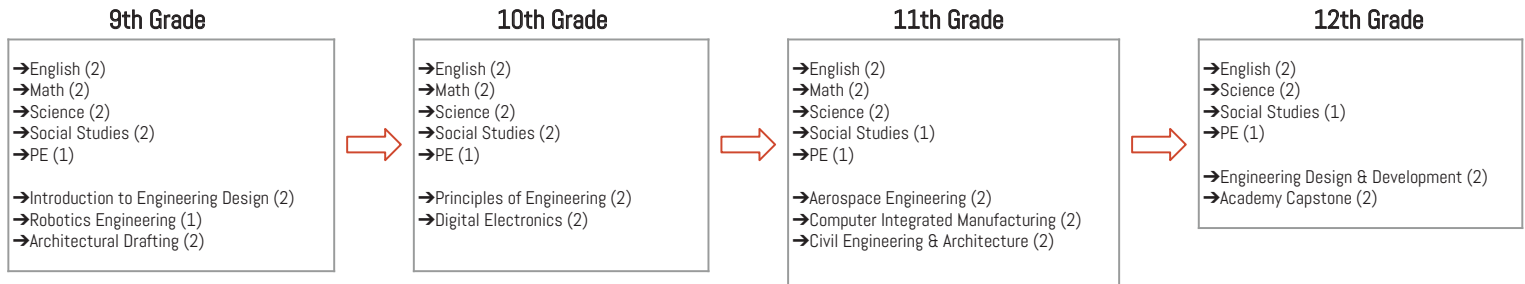 9th Grade
➔English (2)
➔Math (2)
➔Science (2)
➔Social Studies (2)
➔PE (1)
➔Introduction to Engineering Design (2)
➔Robotics Engineering (1)
➔Architectural Drafting (2)
10th Grade
➔English (2)
➔Math (2)
➔Science (2)
➔Social Studies (2)
➔PE (1)
➔Principles of Engineering (2)
➔Digital Electronics (2)
11th Grade
➔English (2)
➔Math (2)
➔Science (2)
➔Social Studies (1)
➔PE (1)
➔Aerospace Engineering (2)
➔Computer Integrated Manufacturing (2)
➔Civil Engineering & Architecture (2)
12th Grade
➔English (2)
➔Science (2)
➔Social Studies (1)
➔PE (1)
➔Engineering Design & Development (2)
➔Academy Capstone (2)